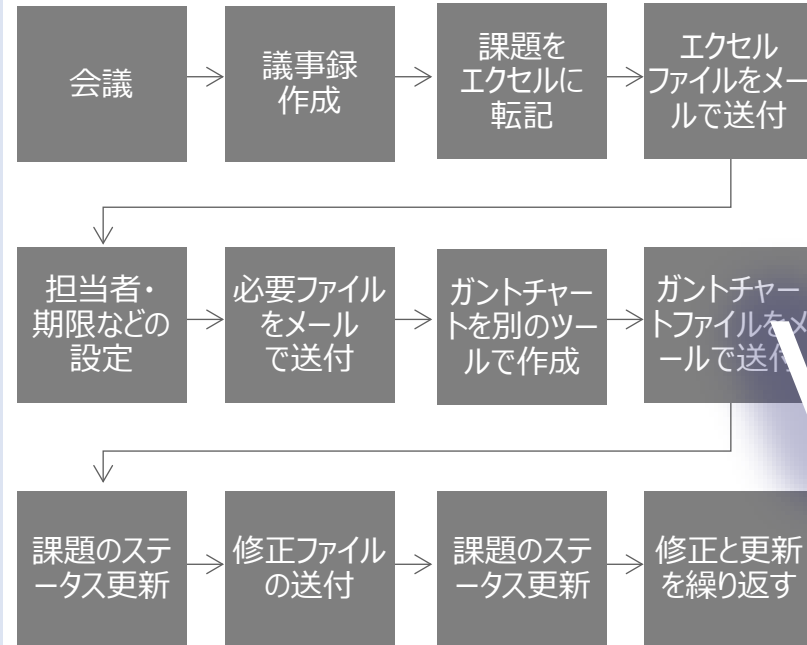 会議
議事録
作成
課題を
エクセルに
転記
エクセル
ファイルをメー
ルで送付
担当者・
期限などの
設定
必要ファイル
をメール
で送付
ガントチャー
トを別のツー
ルで作成
ガントチャー
トファイルをメ
ールで送付
課題のステ
ータス更新
修正ファイル
の送付
課題のステ
ータス更新
修正と更新
を繰り返す